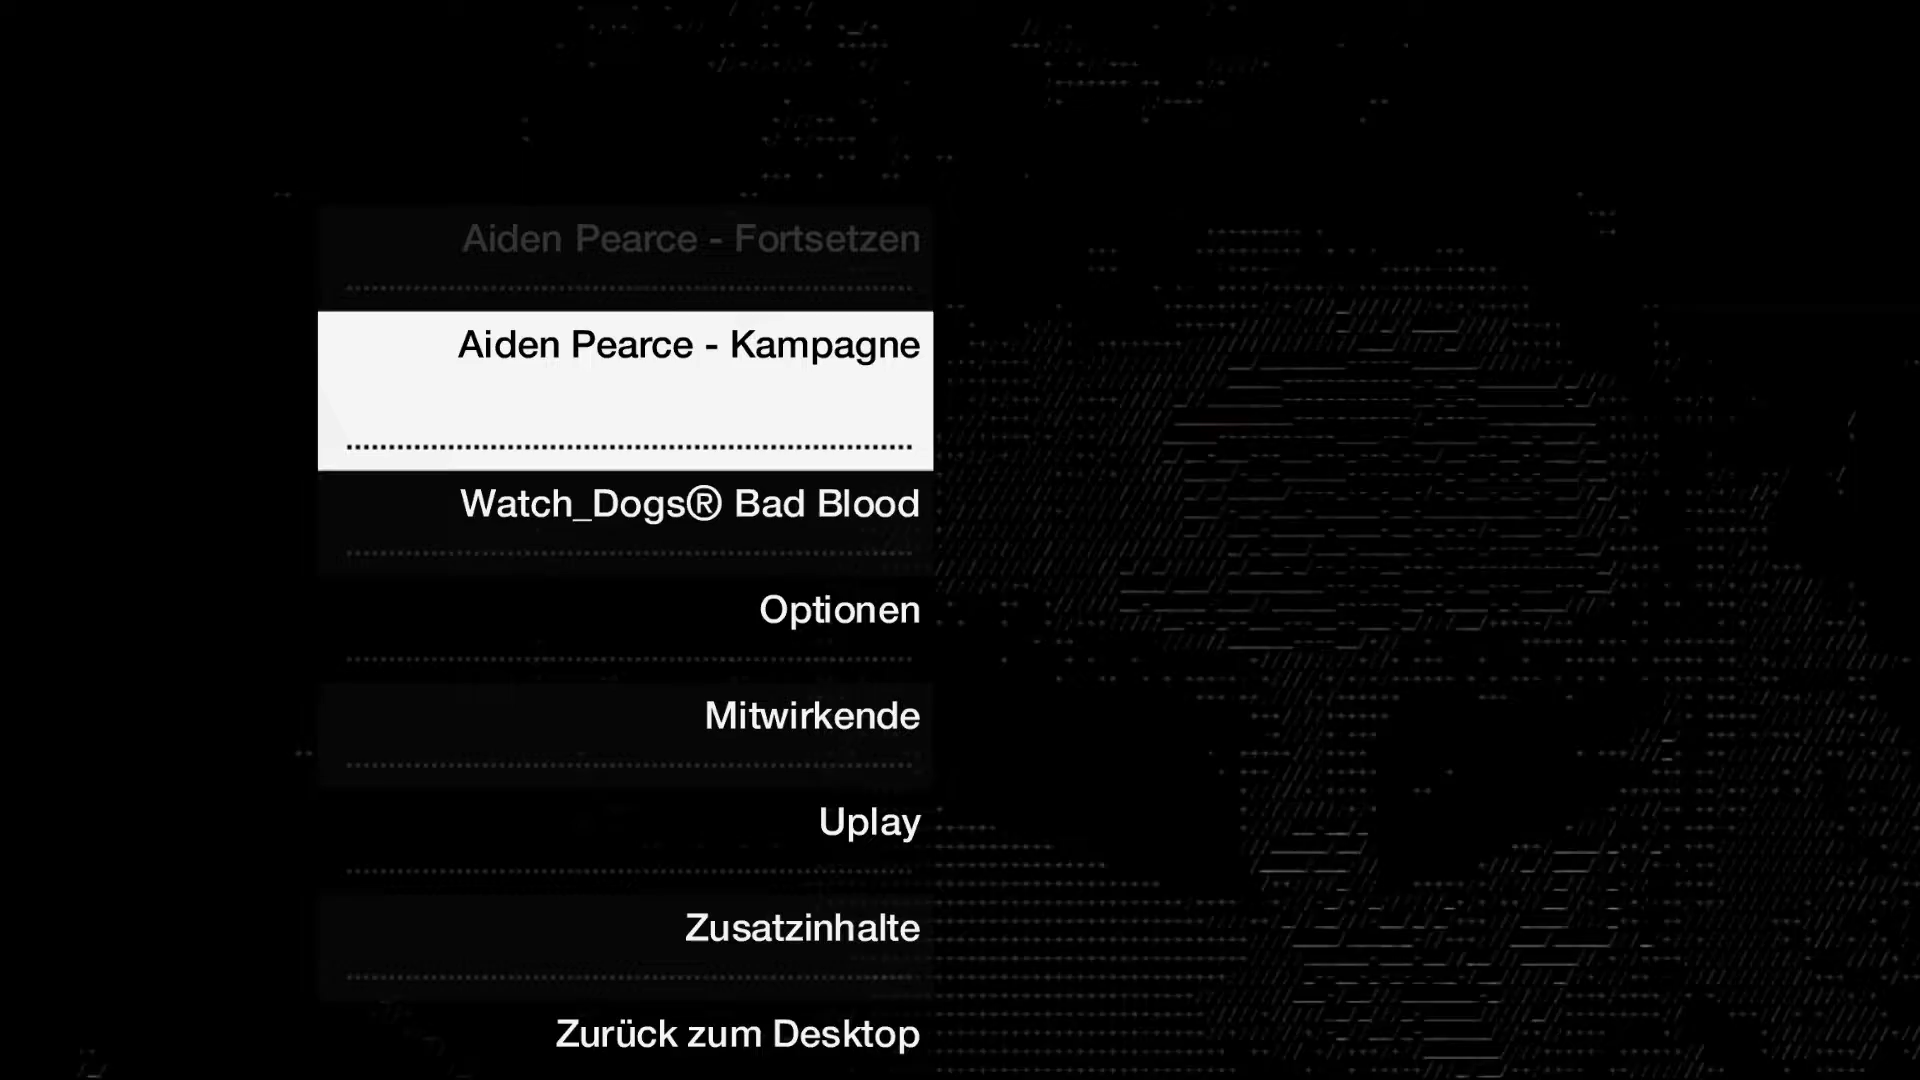 Aiden Pearce - Fortsetzen
Aiden Pearce - Kampagne
Watch_Dogs® Bad Blood
Optionen
Mitwirkende
Uplay
Zusatzinhalte
Zurück zum Desktop